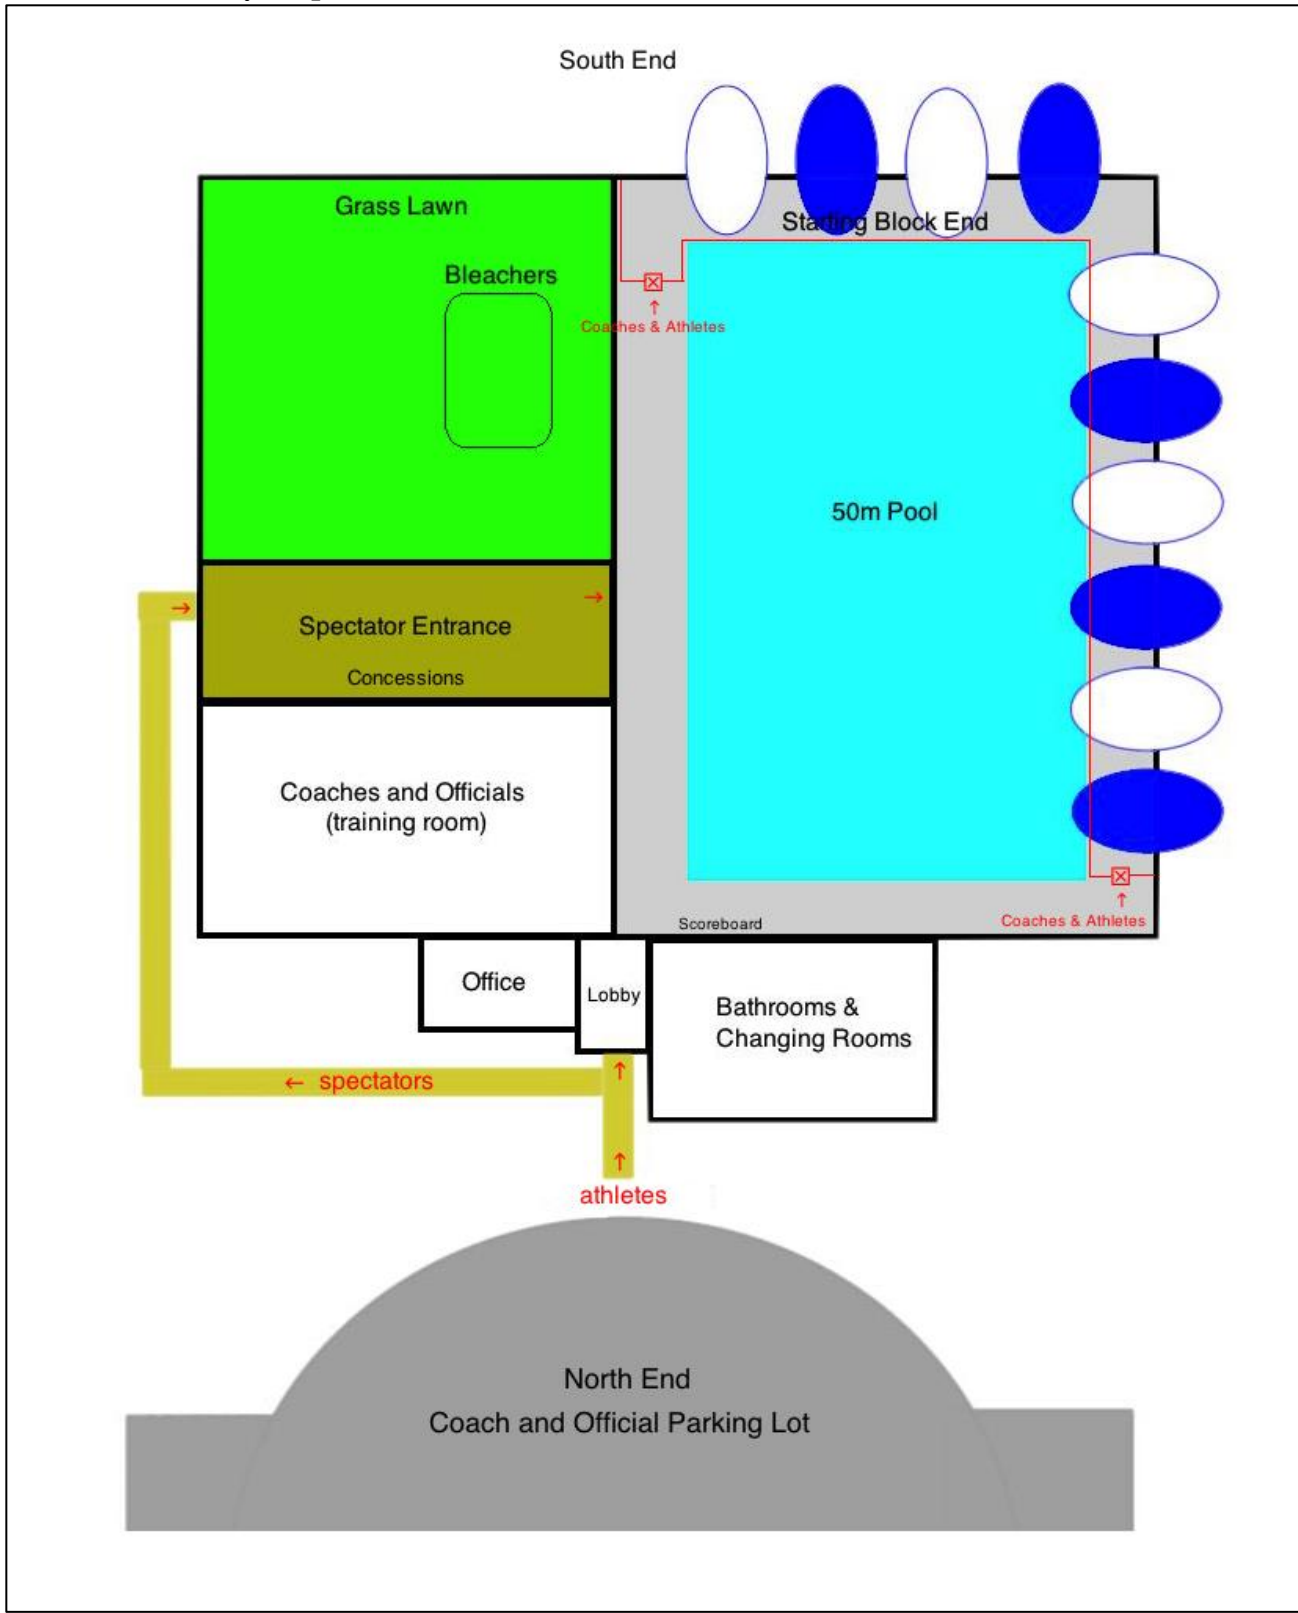 South End
Grass Lawn
Starting Block End
Bleachers
↑
Coaches & Athletes
50m Pool
→
→
Spectator Entrance
Concessions
Coaches and Officials
(training room)
↑
Coaches & Athletes
Scoreboard
Office
Lobby
Bathrooms &
Changing Rooms
↑
← spectators
↑
athletes
North End
Coach and Official Parking Lot